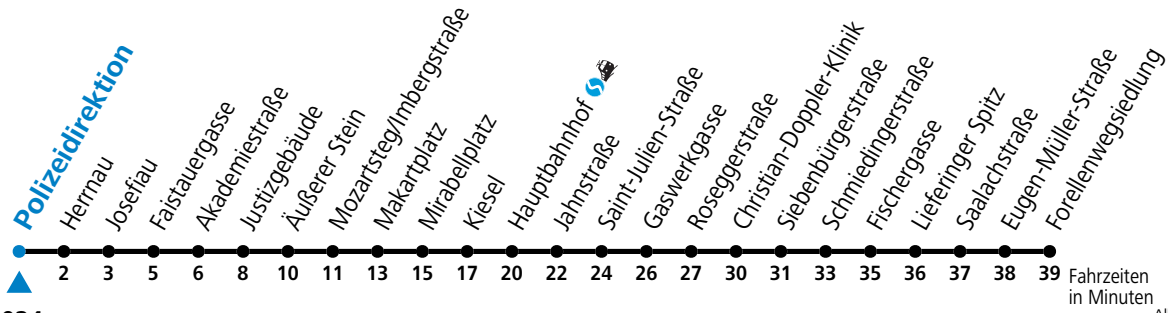 Polizeidirektion
Herrnau
Josefiau
Faistauergasse
Akademiestraße
Justizgebäude
Äußerer Stein
Mozartsteg/Imbergstraße
Makartplatz
Mirabellplatz
Kiesel
Hauptbahnhof
Jahnstraße
Saint-Julien-Straße
Gaswerkgasse
Roseggerstraße
Christian-Doppler-Klinik
Siebenbürgerstraße
Schmiedingerstraße
Fischergasse
Lieferinger Spitz
Saalachstraße
Eugen-Müller-Straße
Forellenwegsiedlung
2 3 5 6 8 10 11 13 15 17 20 22 24 26 27 30 31 33 35 36 37 38 39
Fahrzeiten
in Minuten